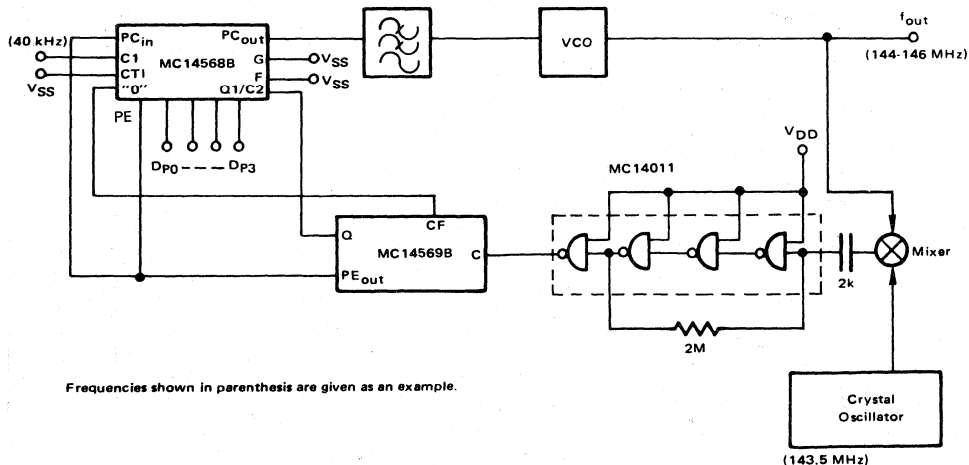 (40 kHz)
PCin
PCout
C1
MC14568B
G
VSS
CTI
F
VSS
VSS
"0"
Q1/C2
PE
DP0 - - - - DP3
VCO
fout
(144-146 MHz)
VDD
MC14011
CF
Q
MC14569B
C
PEout
Mixer
2k
2M
Frequencies shown in parenthesis are given as an example.
Crystal
Oscillator
(143.5 MHz)